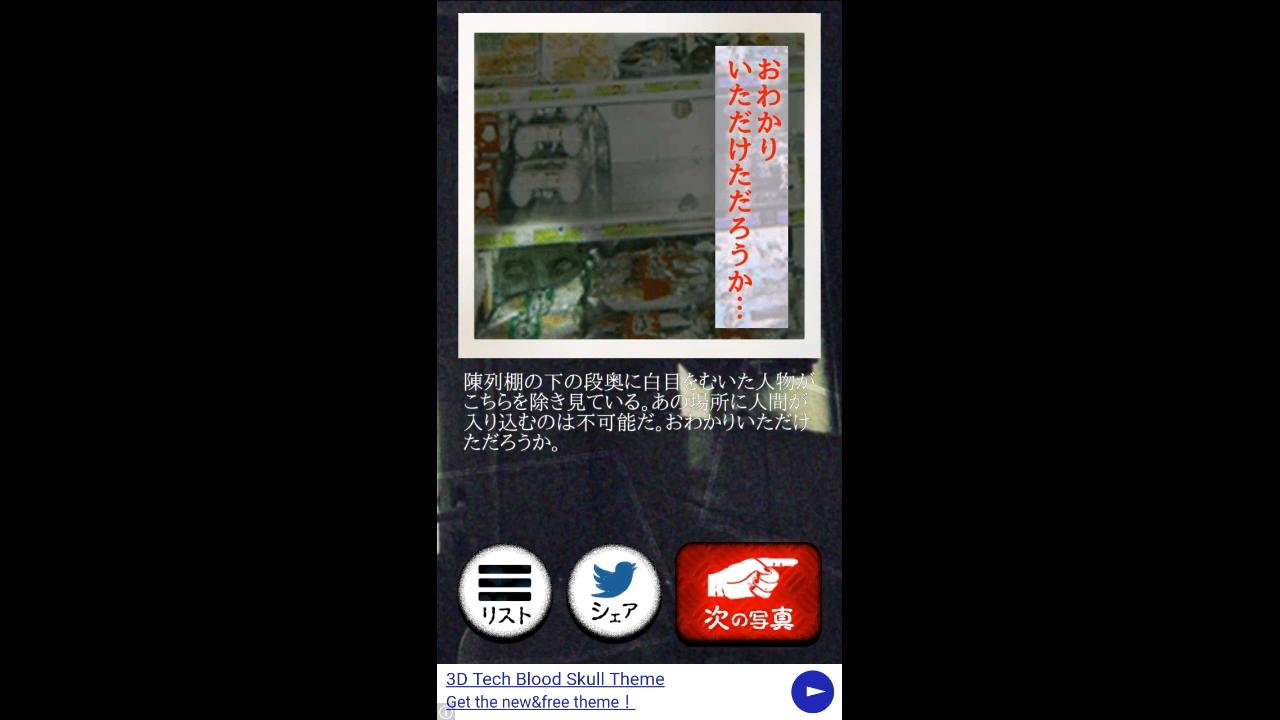 おわかり
いただけただろうか…
陳列棚の下の段奥に白目をむいた人物が
こちらを除き見ている。あの場所に人間が
入り込むのは不可能だ。おわかりいただけ
ただろうか。
リスト
シェア
次の写真
3D Tech Blood Skull Theme
Get the new&free theme！